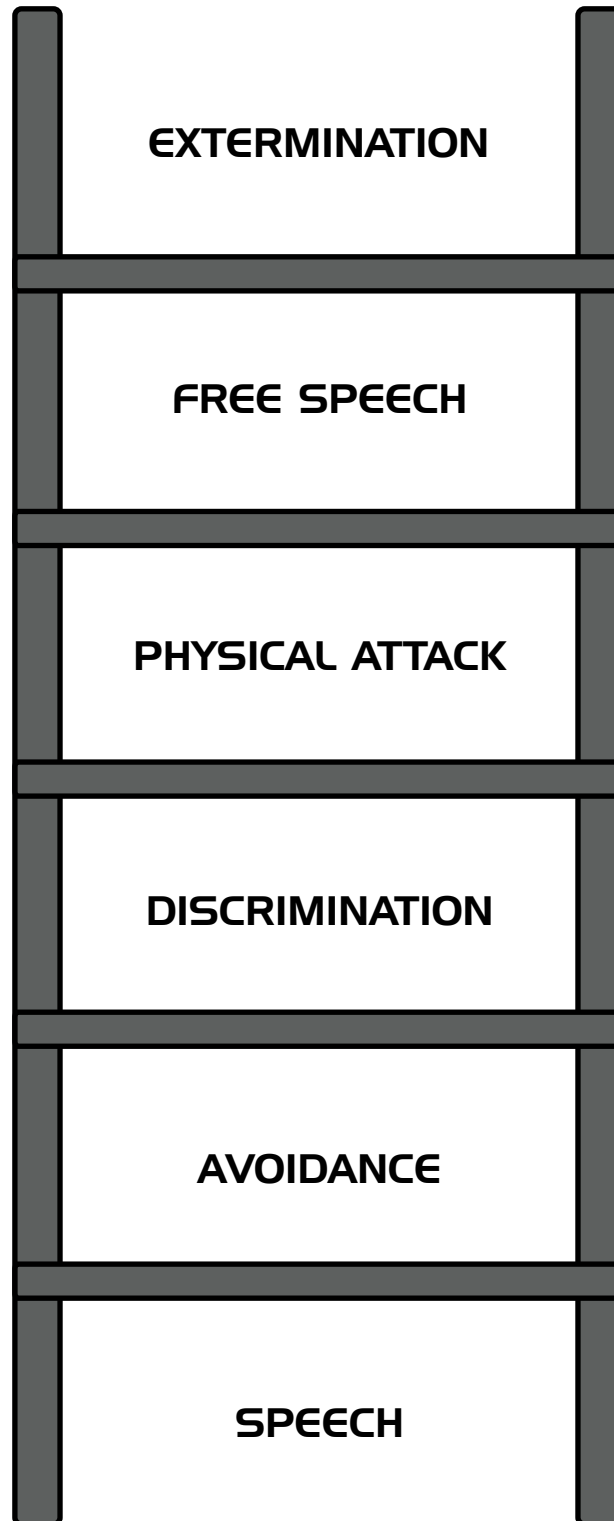 EXTERMINATION
FREE SPEECH
PHYSICAL ATTACK
DISCRIMINATION
AVOIDANCE
SPEECH